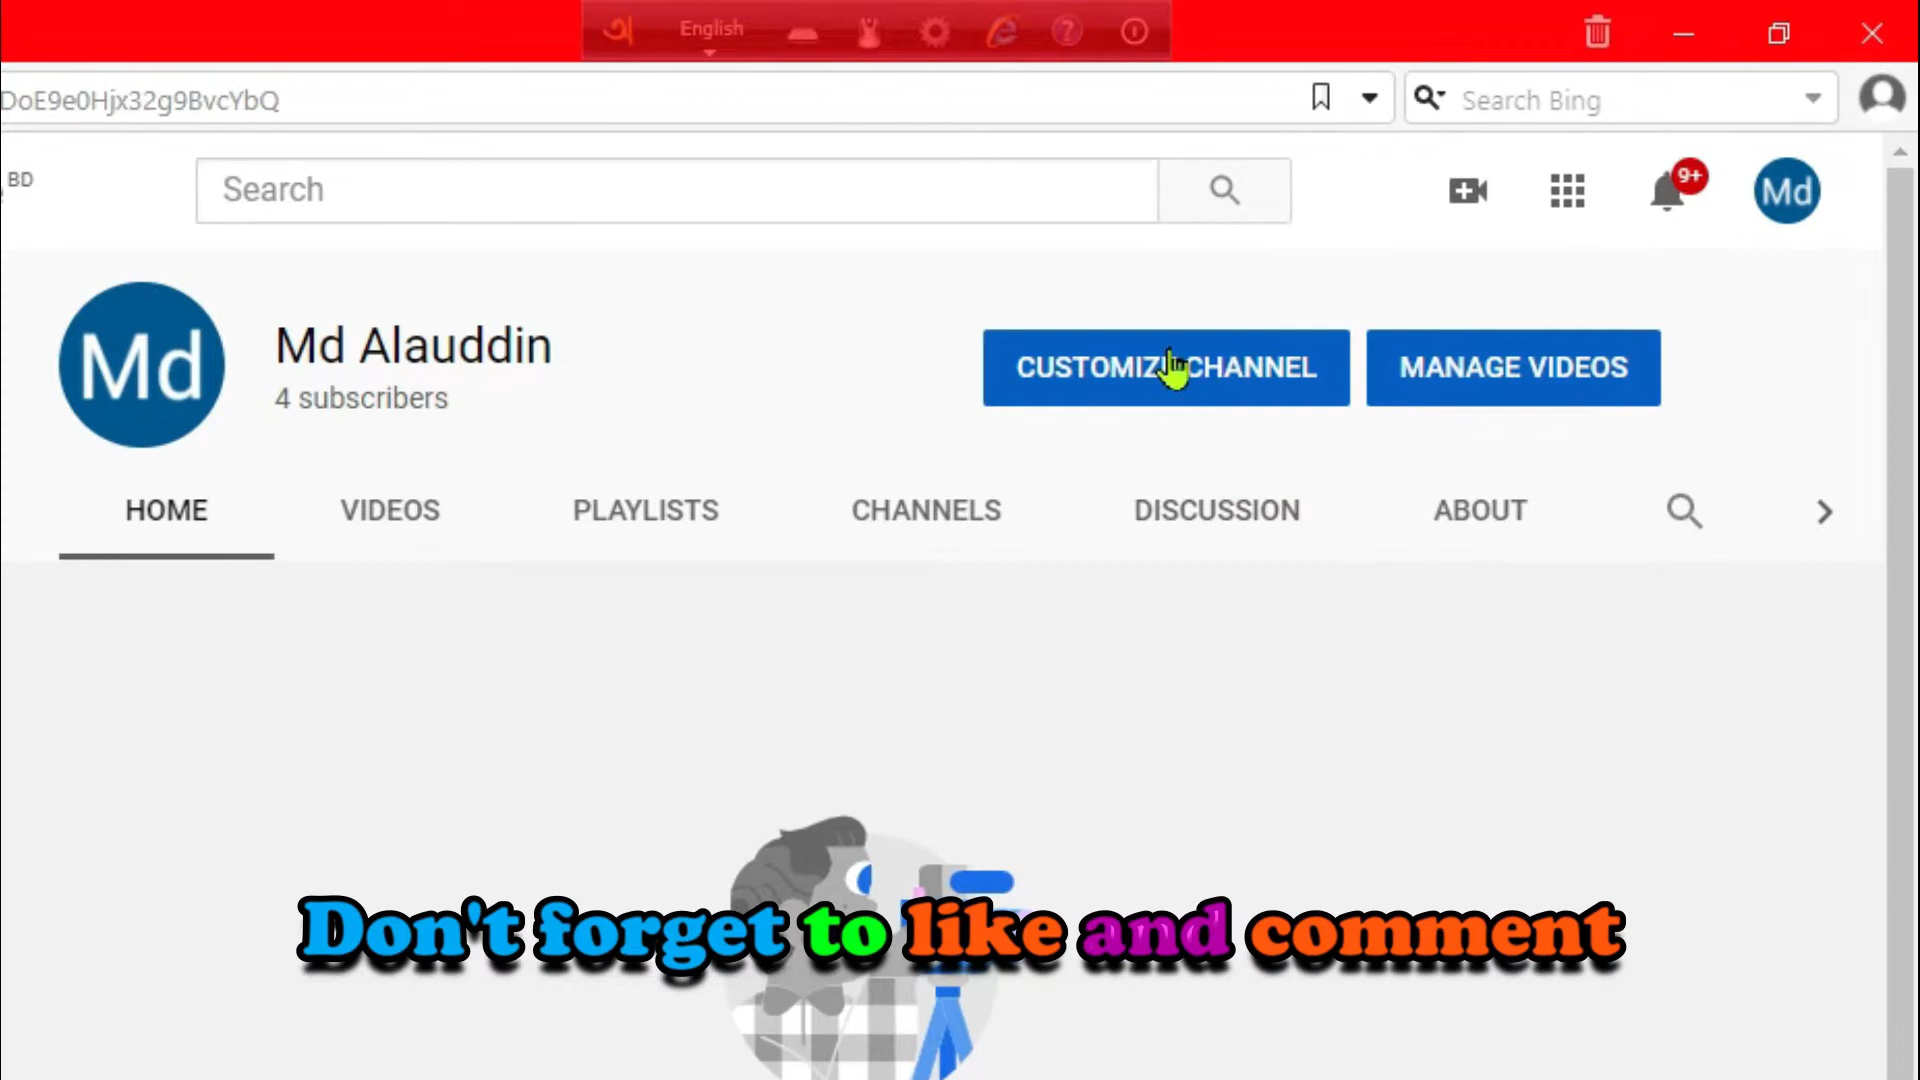 অ English
DoE9e0Hjx32g9BvcYbQ
Search Bing
BD
Search
9+
Md
Md
Md Alauddin
4 subscribers
CUSTOMIZE CHANNEL
MANAGE VIDEOS
HOME VIDEOS PLAYLISTS CHANNELS DISCUSSION ABOUT
Don't forget to like and comment